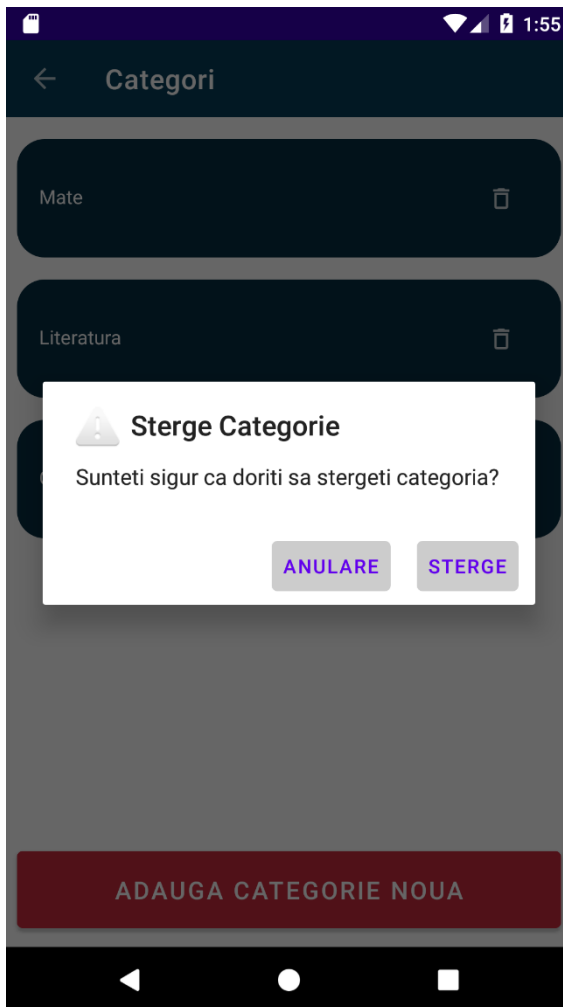 1:55
Categori
Mate
Literatura
Sterge Categorie
Sunteti sigur ca doriti sa stergeti categoria?
ANULARE STERGE
ADAUGA CATEGORIE NOUA